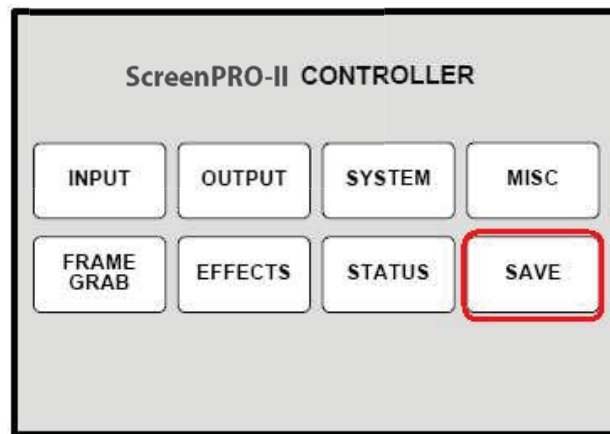 ScreenPRO-II CONTROLLER
INPUT OUTPUT SYSTEM MISC
FRAME
GRAB EFFECTS STATUS SAVE